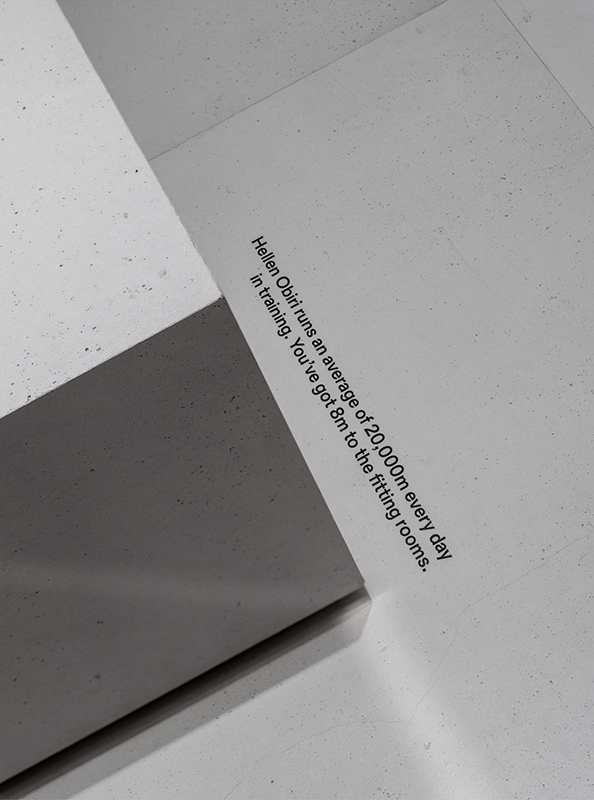 Hellen Obiri runs an average of 20,000m every day
in training. You've got 8m to the fitting rooms.